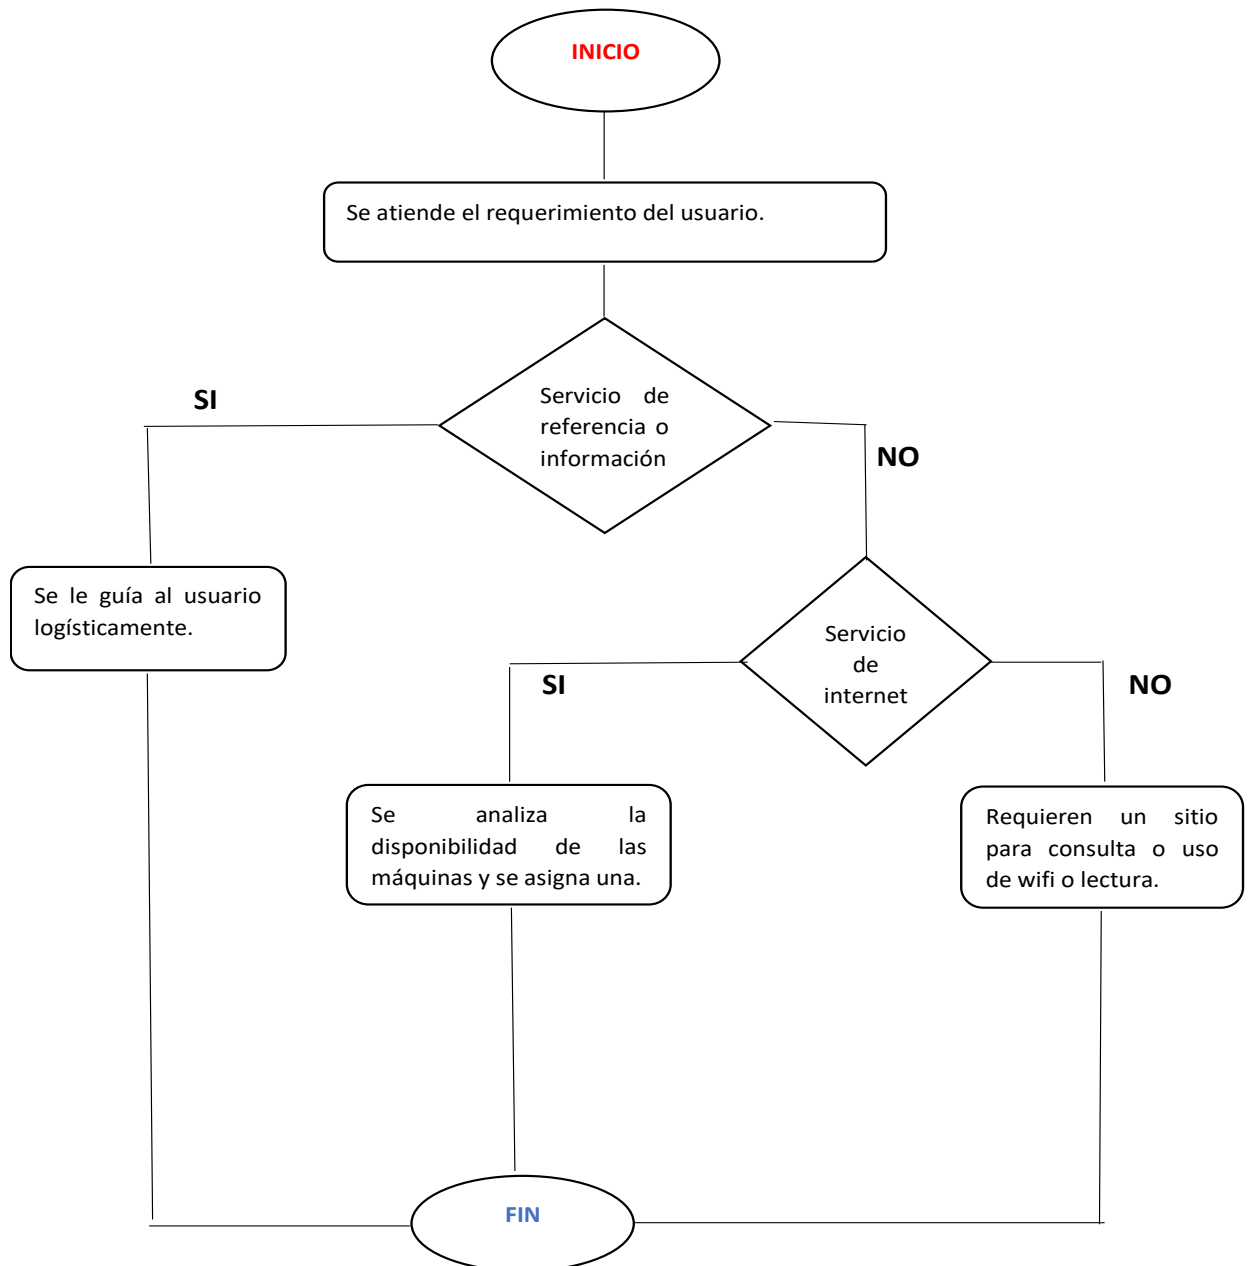 INICIO
Se atiende el requerimiento del usuario.
Servicio de
referencia o
información
SI
NO
Se le guía al usuario
logísticamente.
Servicio
de
internet
SI
NO
Se analiza la
disponibilidad de las
máquinas y se asigna una.
Requieren un sitio
para consulta o uso
de wifi o lectura.
FIN